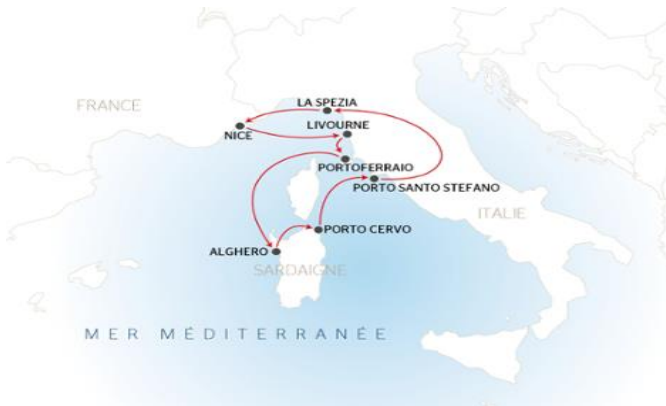 LA SPEZIA
FRANCE
LIVOURNE
NICE
PORTOFERRAIO
PORTO SANTO STEFANO
ITALIE
PORTO CERVO
ALGHERO
SARDAIGNE
MER MÉDITERRANÉE